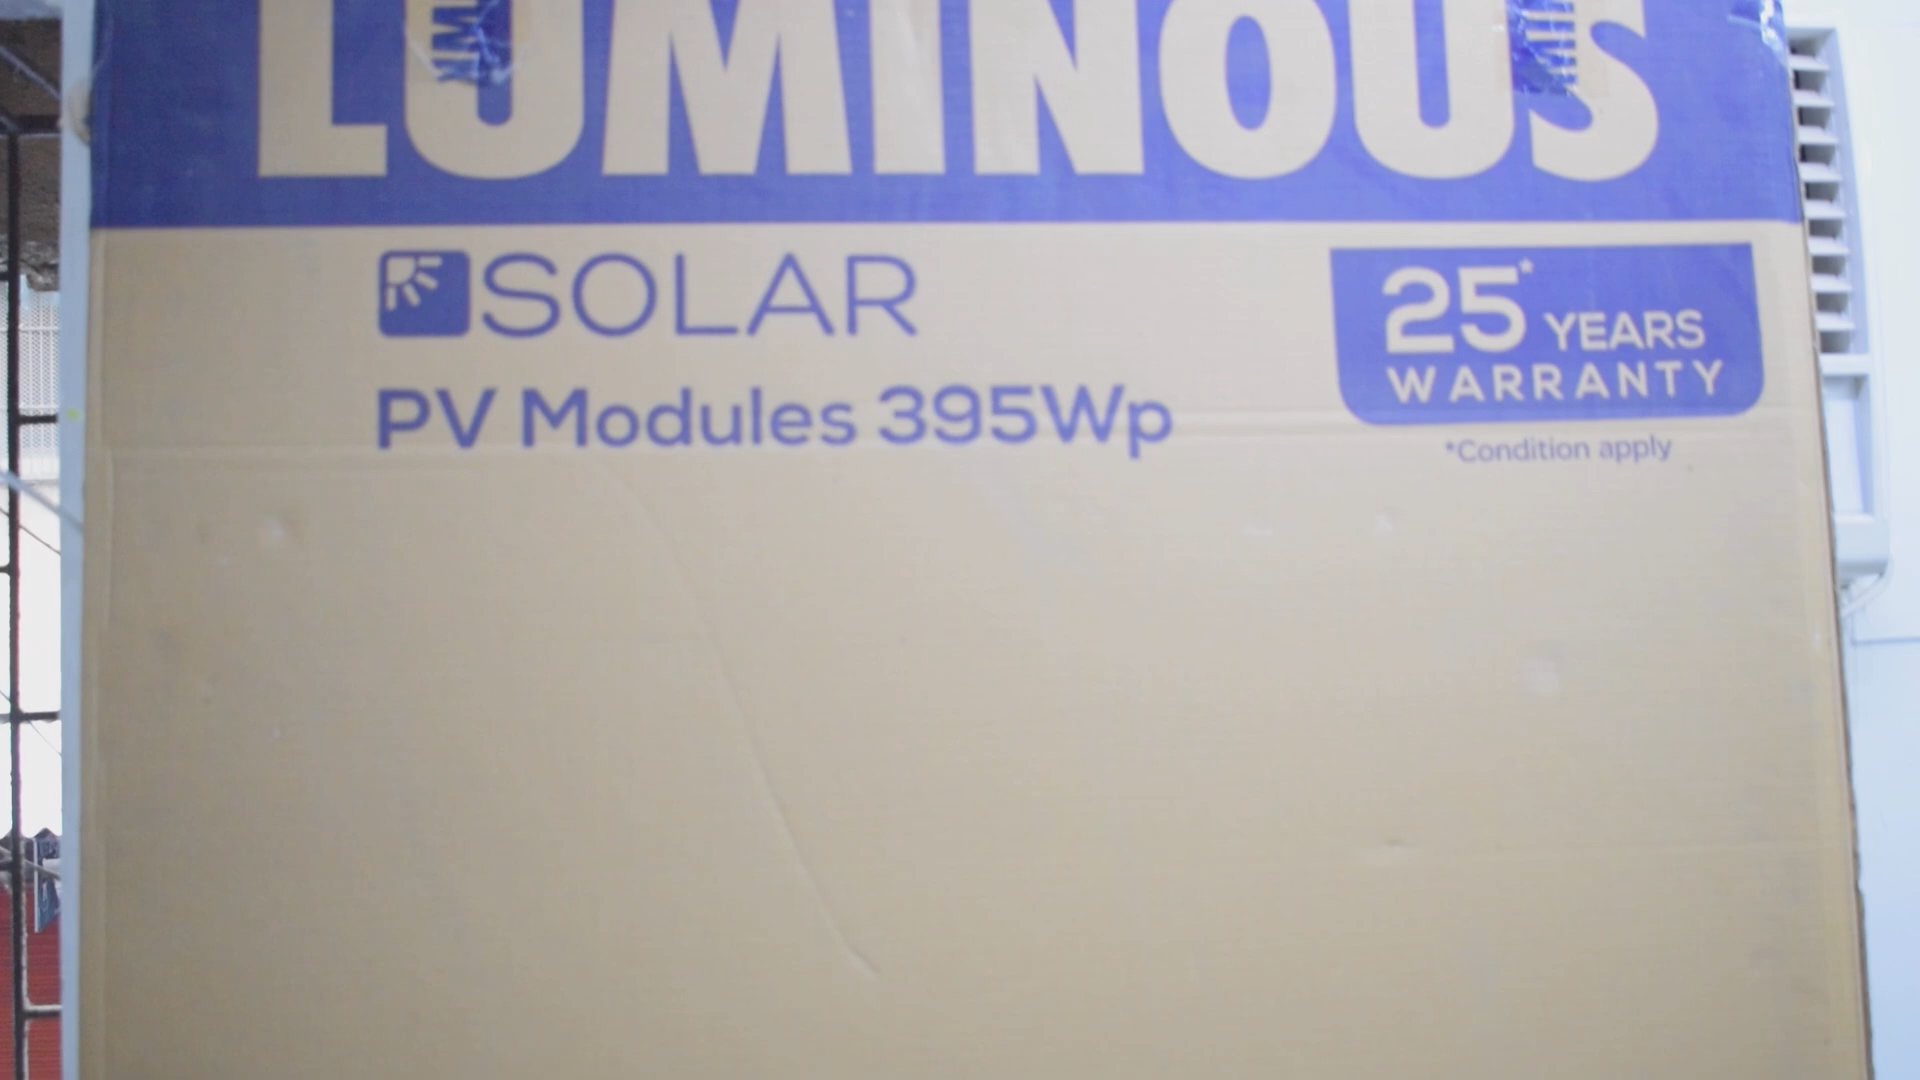 LUMINOUS
SOLAR
PV Modules 395Wp
25* YEARS
WARRANTY
*Condition apply